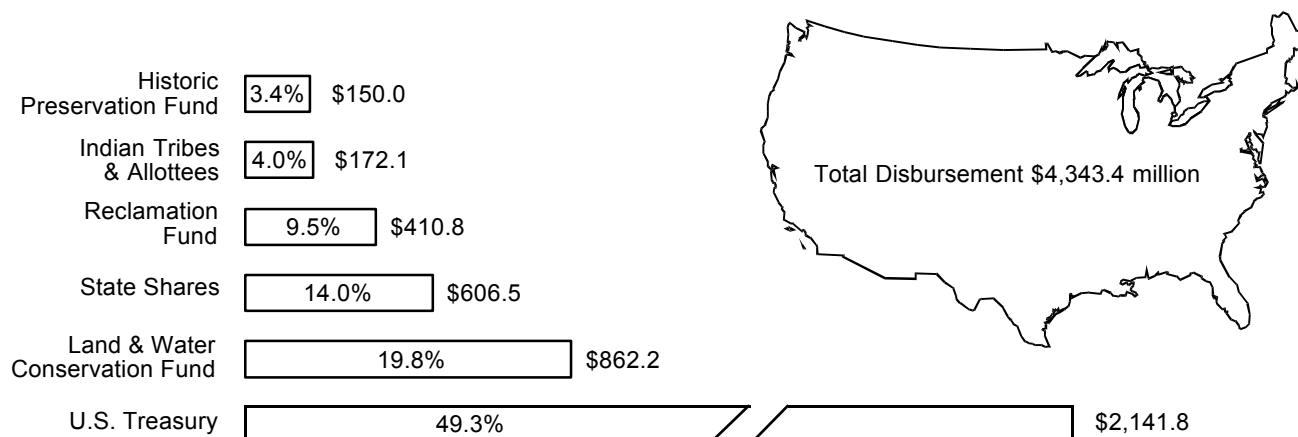 Historic
Preservation Fund
3.4%
$150.0
Indian Tribes
& Allottees
4.0%
$172.1
Total Disbursement $4,343.4 million
Reclamation
Fund
9.5%
$410.8
State Shares
14.0%
$606.5
Land & Water
Conservation Fund
19.8%
$862.2
U.S. Treasury
49.3%
$2,141.8